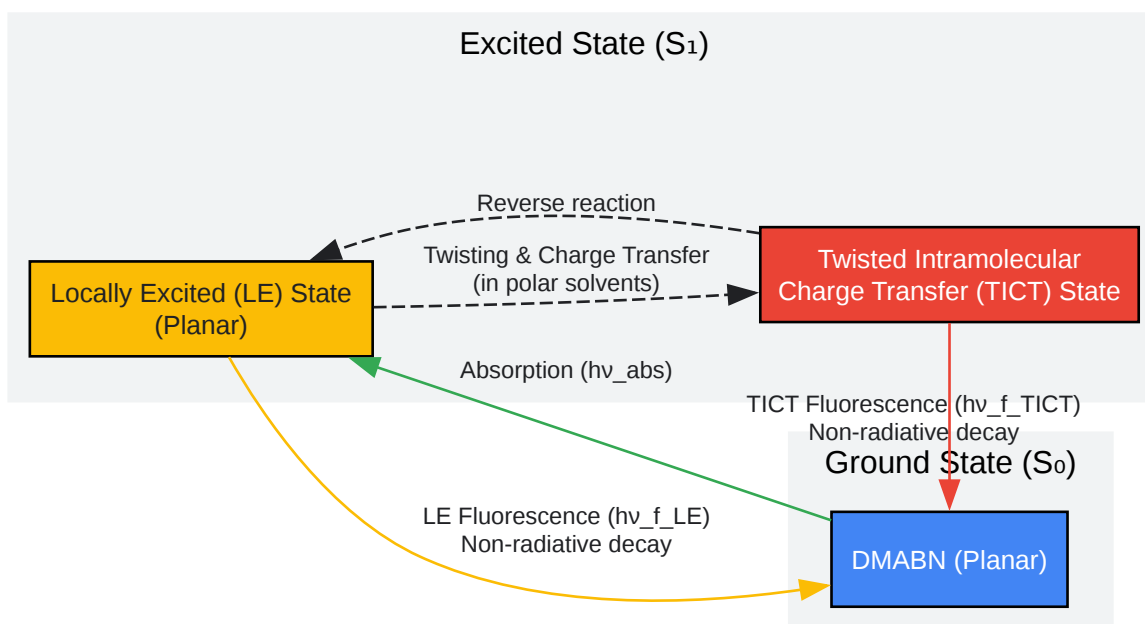 Excited State (S₁)
Reverse reaction
Twisting & Charge Transfer
(in polar solvents)
Locally Excited (LE) State
(Planar)
Twisted Intramolecular
Charge Transfer (TICT) State
Absorption (hν_abs)
TICT Fluorescence (hν_f_TICT)
Non-radiative decay
Ground State (S₀)
LE Fluorescence (hν_f_LE)
Non-radiative decay
DMABN (Planar)